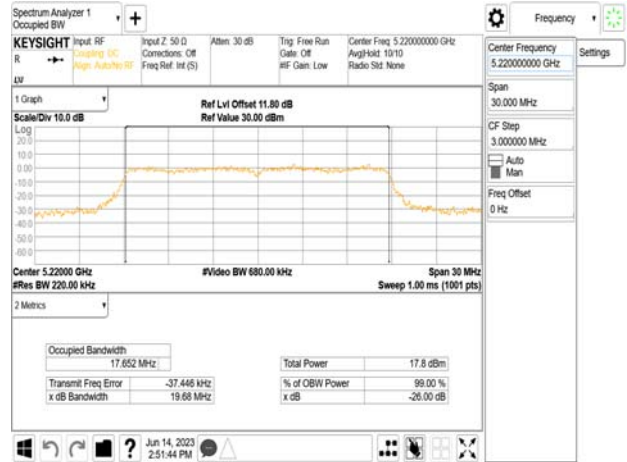 Spectrum Analyzer 1
Occupied BW
Frequency
KEYSIGHT
Input: RF
Coupling: DC
Align: Auto/No RF
Input Z: 50 Ω
Corrections: Off
Freq Ref: Int (S)
Atten: 30 dB
Trig: Free Run
Gate: Off
#IF Gain: Low
Center Freq: 5.220000000 GHz
Avg|Hold: 10/10
Radio Std: None
R
Center Frequency
5.220000000 GHz
Settings
Span
30.000 MHz
CF Step
3.000000 MHz
Auto
Man
Freq Offset
0 Hz
1 Graph
Scale/Div 10.0 dB
Ref Lvl Offset 11.80 dB
Ref Value 30.00 dBm
Log
20.0
10.0
0.00
-10.0
-20.0
-30.0
-40.0
-50.0
-60.0
Center 5.22000 GHz
#Res BW 220.00 kHz
#Video BW 680.00 kHz
Span 30 MHz
Sweep 1.00 ms (1001 pts)
2 Metrics
Occupied Bandwidth
17.652 MHz
Total Power 17.8 dBm
Transmit Freq Error -37.446 kHz
% of OBW Power 99.00 %
x dB Bandwidth 19.68 MHz
x dB -26.00 dB
?
Jun 14, 2023
2:51:44 PM